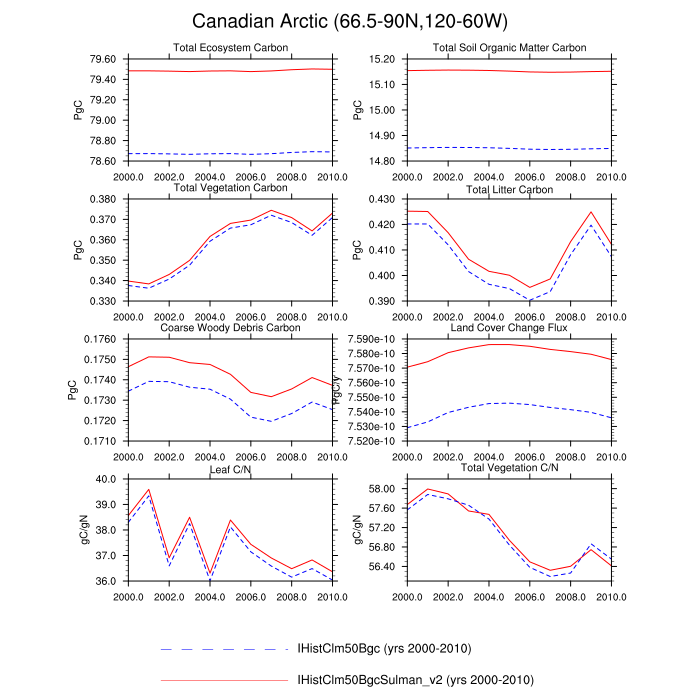 Canadian Arctic (66.5-90N,120-60W)
Total Ecosystem Carbon
Total Soil Organic Matter Carbon
79.60
79.40
79.20
79.00
78.80
78.60
PgC
2000.0 2002.0 2004.0 2006.0 2008.0 2010.0
15.20
15.10
15.00
14.90
14.80
PgC
2000.0 2002.0 2004.0 2006.0 2008.0 2010.0
Total Vegetation Carbon
Total Litter Carbon
0.380
0.370
0.360
0.350
0.340
0.330
PgC
2000.0 2002.0 2004.0 2006.0 2008.0 2010.0
0.430
0.420
0.410
0.400
0.390
PgC
2000.0 2002.0 2004.0 2006.0 2008.0 2010.0
Coarse Woody Debris Carbon
Land Cover Change Flux
0.1760
0.1750
0.1740
0.1730
0.1720
0.1710
PgC
2000.0 2002.0 2004.0 2006.0 2008.0 2010.0
7.590e-10
7.580e-10
7.570e-10
7.560e-10
7.550e-10
7.540e-10
7.530e-10
7.520e-10
PgC/y
2000.0 2002.0 2004.0 2006.0 2008.0 2010.0
Leaf C/N
Total Vegetation C/N
40.0
39.0
38.0
37.0
36.0
gC/gN
2000.0 2002.0 2004.0 2006.0 2008.0 2010.0
58.00
57.60
57.20
56.80
56.40
gC/gN
2000.0 2002.0 2004.0 2006.0 2008.0 2010.0
IHistClm50Bgc (yrs 2000-2010)
IHistClm50BgcSulman_v2 (yrs 2000-2010)